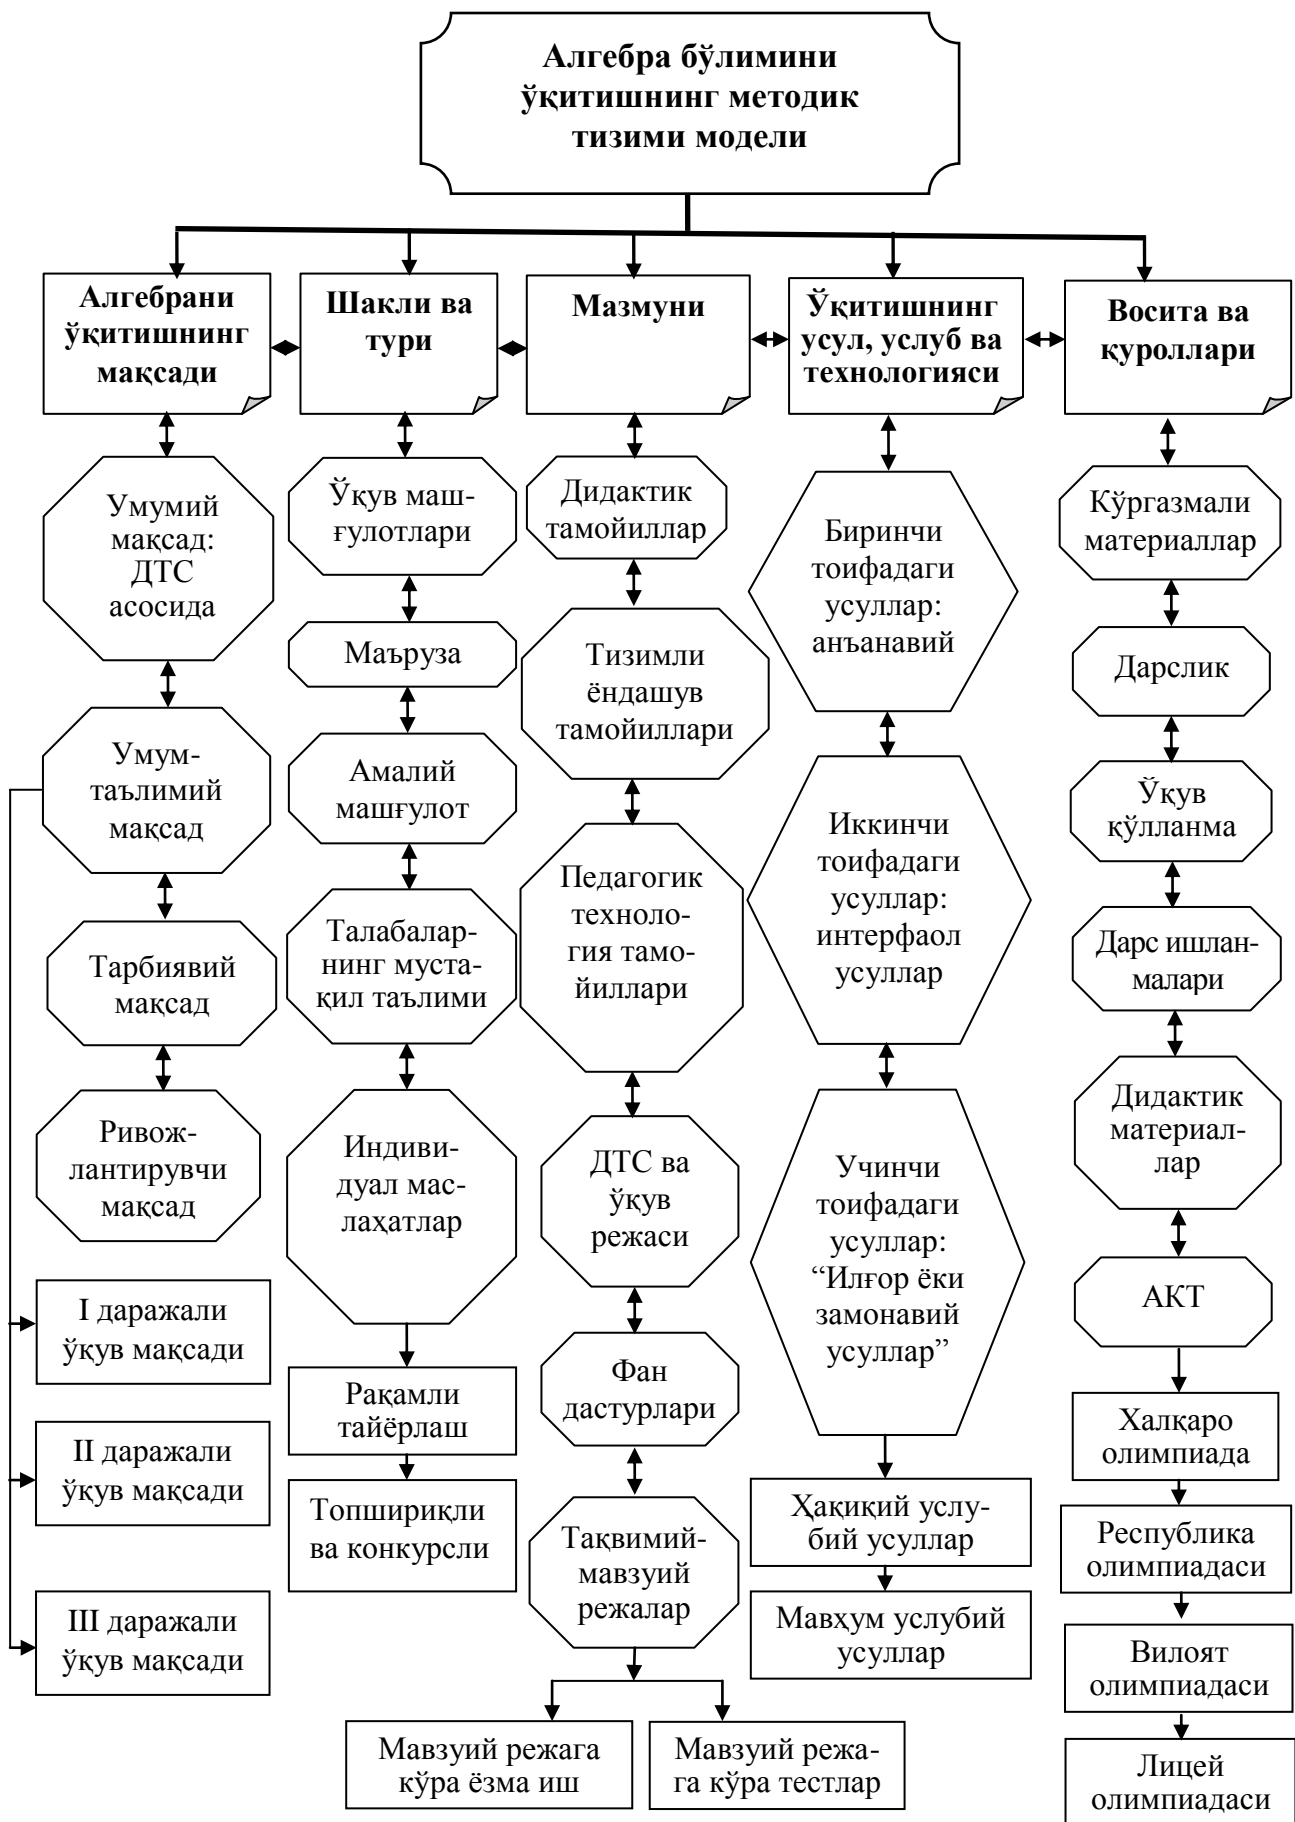 Алгебра бўлимини
ўқитишнинг методик
тизими модели
Алгебрани
ўқитишнинг
мақсади
Шакли ва
тури
Мазмуни
Ўқитишнинг
усул, услуб ва
технологияси
Восита ва
қуроллари
Умумий
мақсад:
ДТС
асосида
Умум-
таълимий
мақсад
Тарбиявий
мақсад
Ривож-
лантирувчи
мақсад
I даражали
ўқув мақсади
II даражали
ўқув мақсади
III даражали
ўқув мақсади
Ўқув маш-
ғулотлари
Маъруза
Амалий
машғулот
Талабалар-
нинг муста-
қил таълими
Индиви-
дуал мас-
лаҳатлар
Рақамли
тайёрлаш
Топшириқли
ва конкурсли
Дидактик
тамойиллар
Тизимли
ёндашув
тамойиллари
Педагогик
техноло-
гия тамо-
йиллари
ДТС ва
ўқув
режаси
Фан
дастурлари
Тақвимий-
мавзуий
режалар
Мавзуий режага
кўра ёзма иш
Мавзуий режа-
га кўра тестлар
Биринчи
тоифадаги
усуллар:
анъанавий
Иккинчи
тоифадаги
усуллар:
интерфаол
усуллар
Учинчи
тоифадаги
усуллар:
“Илғор ёки
замонавий
усуллар”
Ҳақиқий услу-
бий усуллар
Мавҳум услубий
усуллар
Кўргазмали
материаллар
Дарслик
Ўқув
қўлланма
Дарс ишлан-
малари
Дидактик
материал-
лар
АКТ
Халқаро
олимпиада
Республика
олимпиадаси
Вилоят
олимпиадаси
Лицей
олимпиадаси